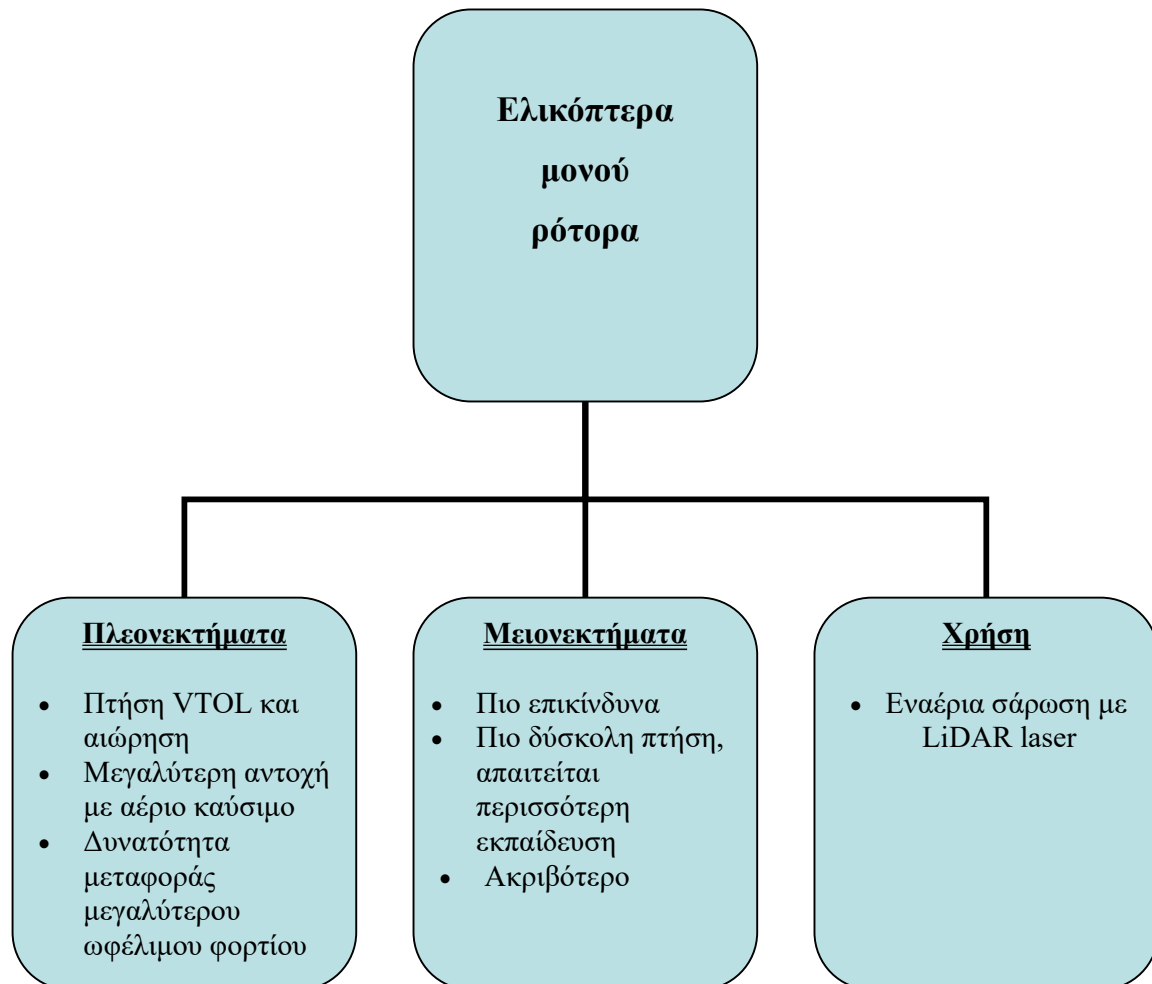 Ελικόπτερα
μονού
ρότορα
Πλεονεκτήματα
• Πτήση VTOL και
αιώρηση
• Μεγαλύτερη αντοχή
με αέριο καύσιμο
• Δυνατότητα
μεταφοράς
μεγαλύτερου
ωφέλιμου φορτίου
Μειονεκτήματα
• Πιο επικίνδυνα
• Πιο δύσκολη πτήση,
απαιτείται
περισσότερη
εκπαίδευση
• Ακριβότερο
Χρήση
• Εναέρια σάρωση με
LiDAR laser